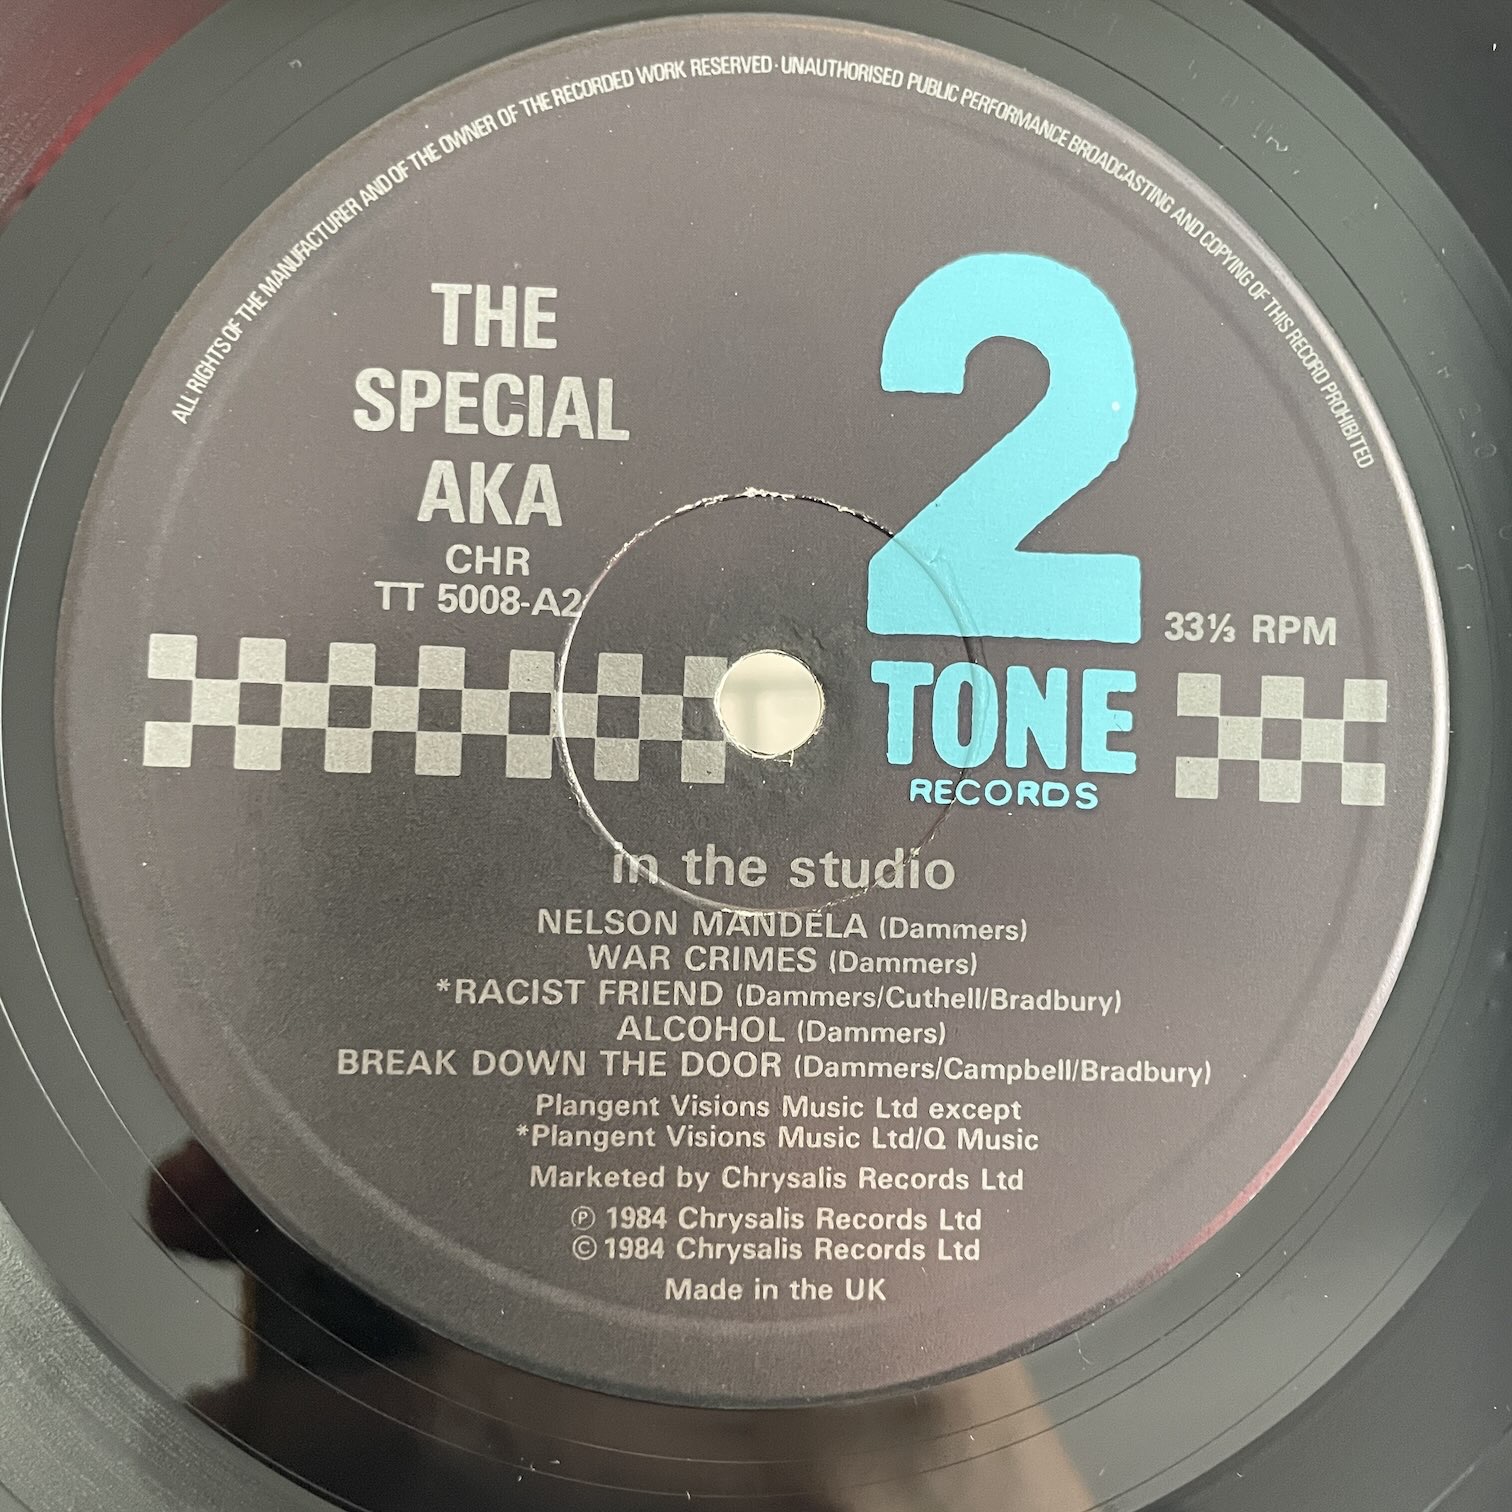 ALL RIGHTS OF THE MANUFACTURER AND OF THE OWNER OF THE RECORDED WORK RESERVED · UNAUTHORISED PUBLIC PERFORMANCE BROADCASTING AND COPYING OF THIS RECORD PROHIBITED
THE
SPECIAL
AKA
CHR
TT 5008-A2
2
TONE
RECORDS
33⅓ RPM
in the studio
NELSON MANDELA (Dammers)
WAR CRIMES (Dammers)
*RACIST FRIEND (Dammers/Cuthell/Bradbury)
ALCOHOL (Dammers)
BREAK DOWN THE DOOR (Dammers/Campbell/Bradbury)
Plangent Visions Music Ltd except
*Plangent Visions Music Ltd/Q Music
Marketed by Chrysalis Records Ltd
℗ 1984 Chrysalis Records Ltd
© 1984 Chrysalis Records Ltd
Made in the UK